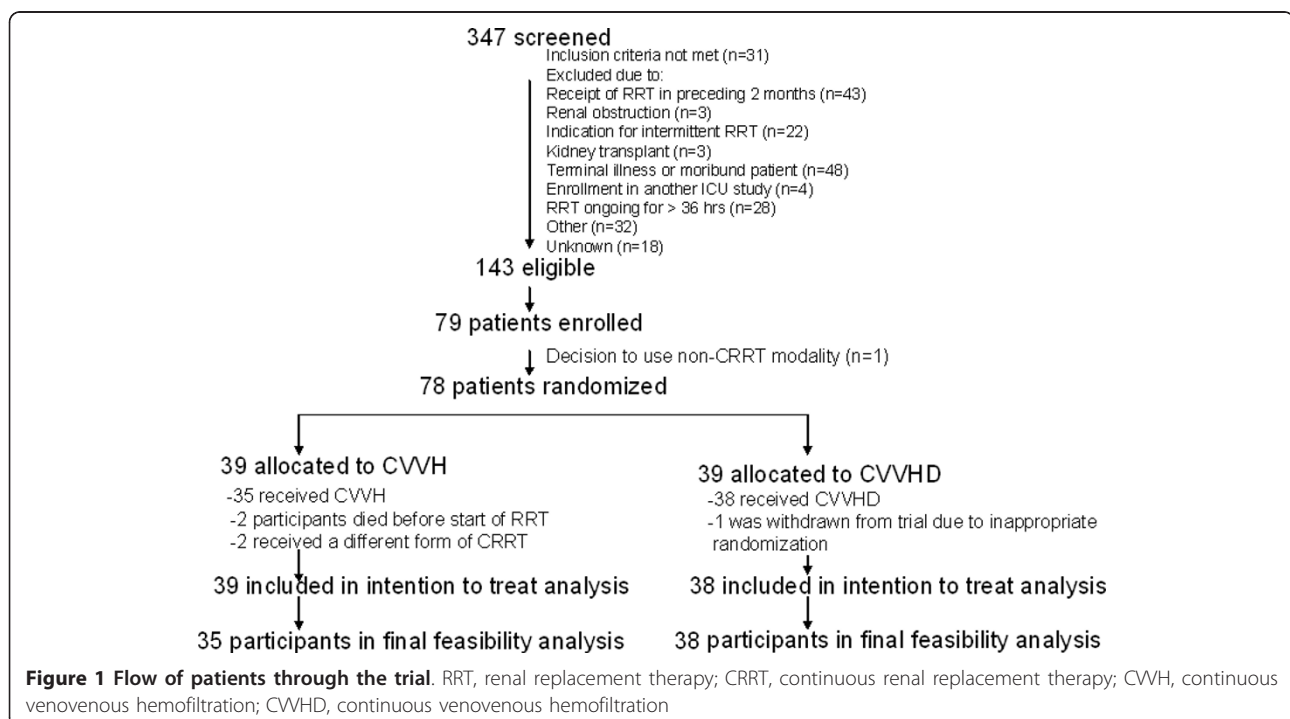 347 screened
Inclusion criteria not met (n=31)
Excluded due to:
Receipt of RRT in preceding 2 months (n=43)
Renal obstruction (n=3)
Indication for intermittent RRT (n=22)
Kidney transplant (n=3)
Terminal illness or moribund patient (n=48)
Enrollment in another ICU study (n=4)
RRT ongoing for > 36 hrs (n=28)
Other (n=32)
Unknown (n=18)
143 eligible
79 patients enrolled
Decision to use non-CRRT modality (n=1)
78 patients randomized
39 allocated to CVVH
-35 received CVVH
-2 participants died before start of RRT
-2 received a different form of CRRT
39 included in intention to treat analysis
35 participants in final feasibility analysis
39 allocated to CVVHD
-38 received CVVHD
-1 was withdrawn from trial due to inappropriate
randomization
38 included in intention to treat analysis
38 participants in final feasibility analysis
Figure 1 Flow of patients through the trial. RRT, renal replacement therapy; CRRT, continuous renal replacement therapy; CVVH, continuous
venovenous hemofiltration; CVVHD, continuous venovenous hemofiltration